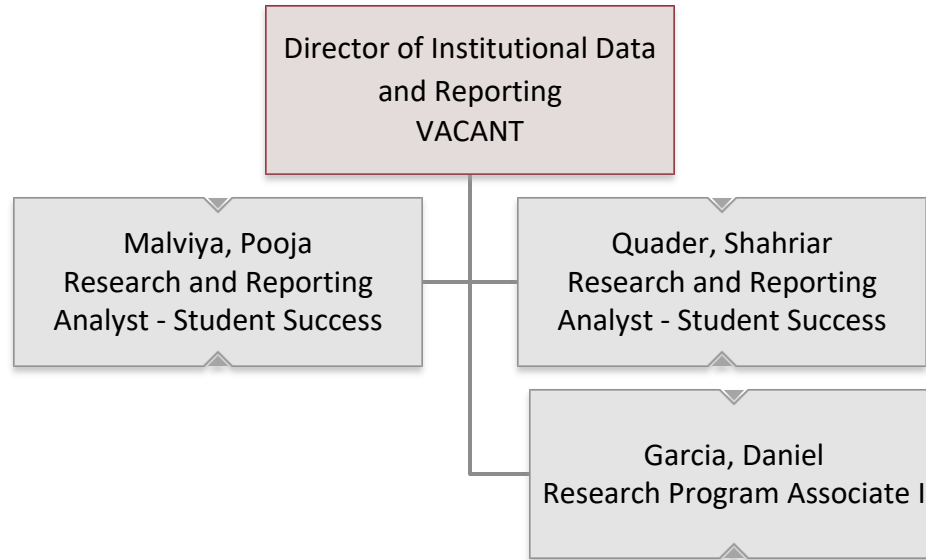 Director of Institutional Data
and Reporting
VACANT
Malviya, Pooja
Research and Reporting
Analyst - Student Success
Quader, Shahriar
Research and Reporting
Analyst - Student Success
Garcia, Daniel
Research Program Associate I